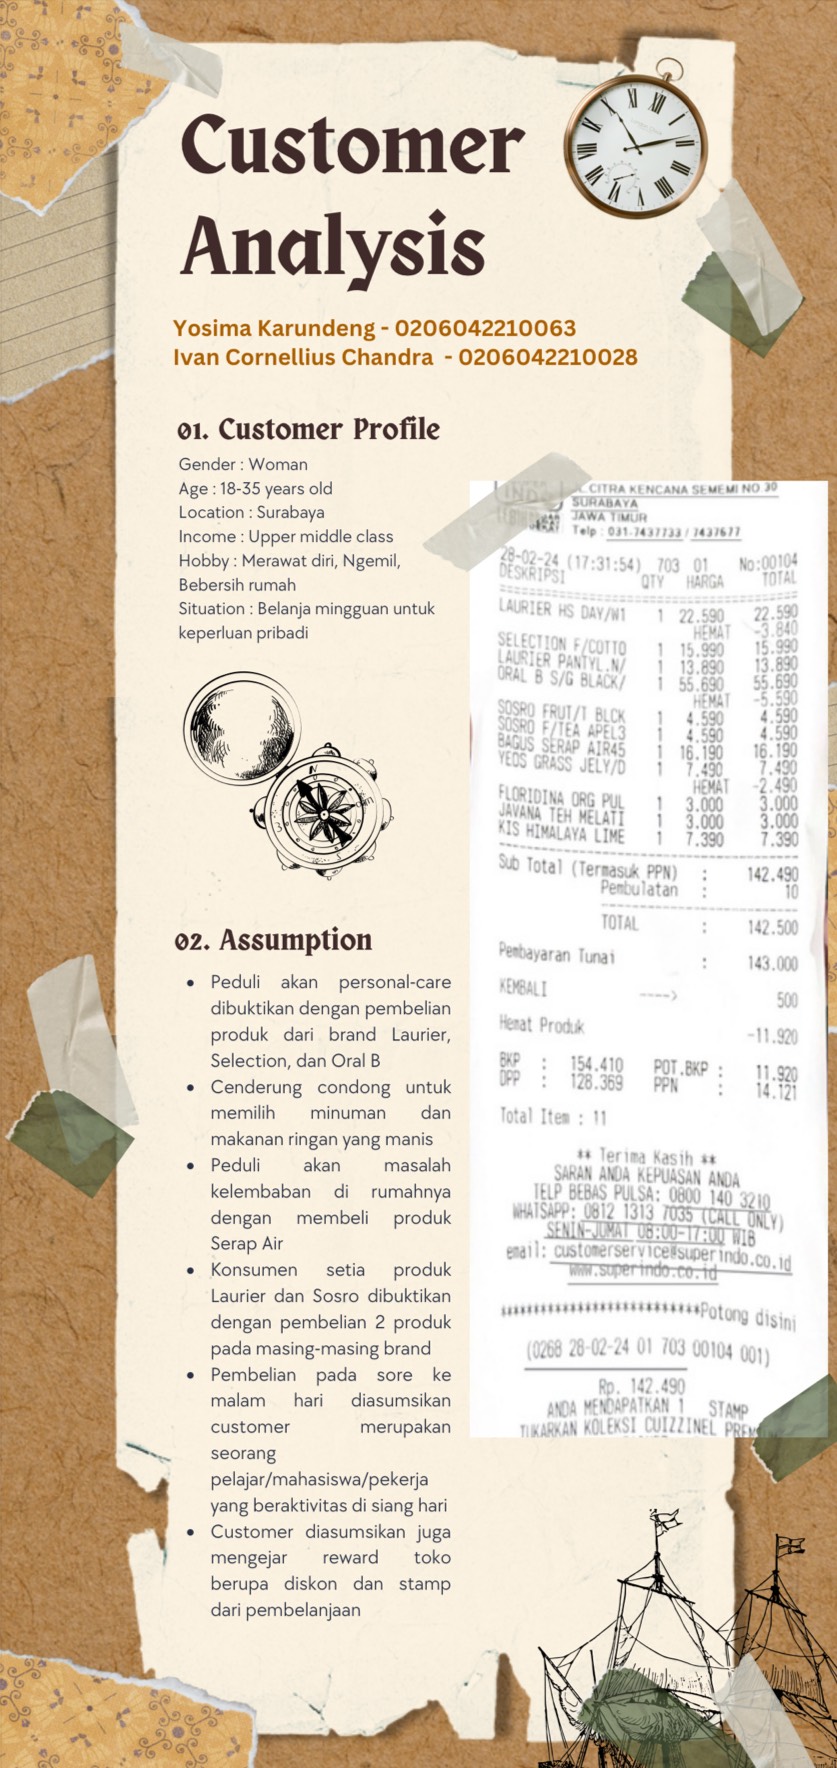 Customer
Analysis
Yosima Karundeng - 0206042210063
Ivan Cornellius Chandra - 0206042210028
01. Customer Profile
Gender : Woman
Age : 18-35 years old
Location : Surabaya
Income : Upper middle class
Hobby : Merawat diri, Ngemil,
Bebersih rumah
Situation : Belanja mingguan untuk
keperluan pribadi
02. Assumption
• Peduli akan personal-care
dibuktikan dengan pembelian
produk dari brand Laurier,
Selection, dan Oral B
• Cenderung condong untuk
memilih minuman dan
makanan ringan yang manis
• Peduli akan masalah
kelembaban di rumahnya
dengan membeli produk
Serap Air
• Konsumen setia produk
Laurier dan Sosro dibuktikan
dengan pembelian 2 produk
pada masing-masing brand
• Pembelian pada sore ke
malam hari diasumsikan
customer merupakan
seorang
pelajar/mahasiswa/pekerja
yang beraktivitas di siang hari
• Customer diasumsikan juga
mengejar reward toko
berupa diskon dan stamp
dari pembelanjaan
CITRA KENCANA SEMEMI NO 30
SURABAYA
JAWA TIMUR
Telp : 031-7437733 / 7437677
28-02-24 (17:31:54) 703 01 No:00104
DESKRIPSI QTY HARGA TOTAL
LAURIER HS DAY/W1 1 22.590 22.590
HEMAT -3.840
SELECTION F/COTTO 1 15.990 15.990
LAURIER PANTYL.N/ 1 13.890 13.890
ORAL B S/G BLACK/ 1 55.690 55.690
HEMAT -5.590
SOSRO FRUT/T BLCK 1 4.590 4.590
SOSRO F/TEA APEL3 1 4.590 4.590
BAGUS SERAP AIR45 1 16.190 16.190
YEOS GRASS JELY/D 1 7.490 7.490
HEMAT -2.490
FLORIDINA ORG PUL 1 3.000 3.000
JAVANA TEH MELATI 1 3.000 3.000
KIS HIMALAYA LIME 1 7.390 7.390
Sub Total (Termasuk PPN) : 142.490
Pembulatan : 10
TOTAL : 142.500
Pembayaran Tunai : 143.000
KEMBALI ----> 500
Hemat Produk -11.920
BKP : 154.410 POT.BKP : 11.920
DPP : 128.369 PPN : 14.121
Total Item : 11
** Terima Kasih **
SARAN ANDA KEPUASAN ANDA
TELP BEBAS PULSA: 0800 140 3210
WHATSAPP: 0812 1313 7035 (CALL ONLY)
SENIN-JUMAT 08:00-17:00 WIB
email: customerservice@superindo.co.id
www.superindo.co.id
**************************Potong disini
(0268 28-02-24 01 703 00104 001)
Rp. 142.490
ANDA MENDAPATKAN 1 STAMP
TUKARKAN KOLEKSI CUIZZINEL